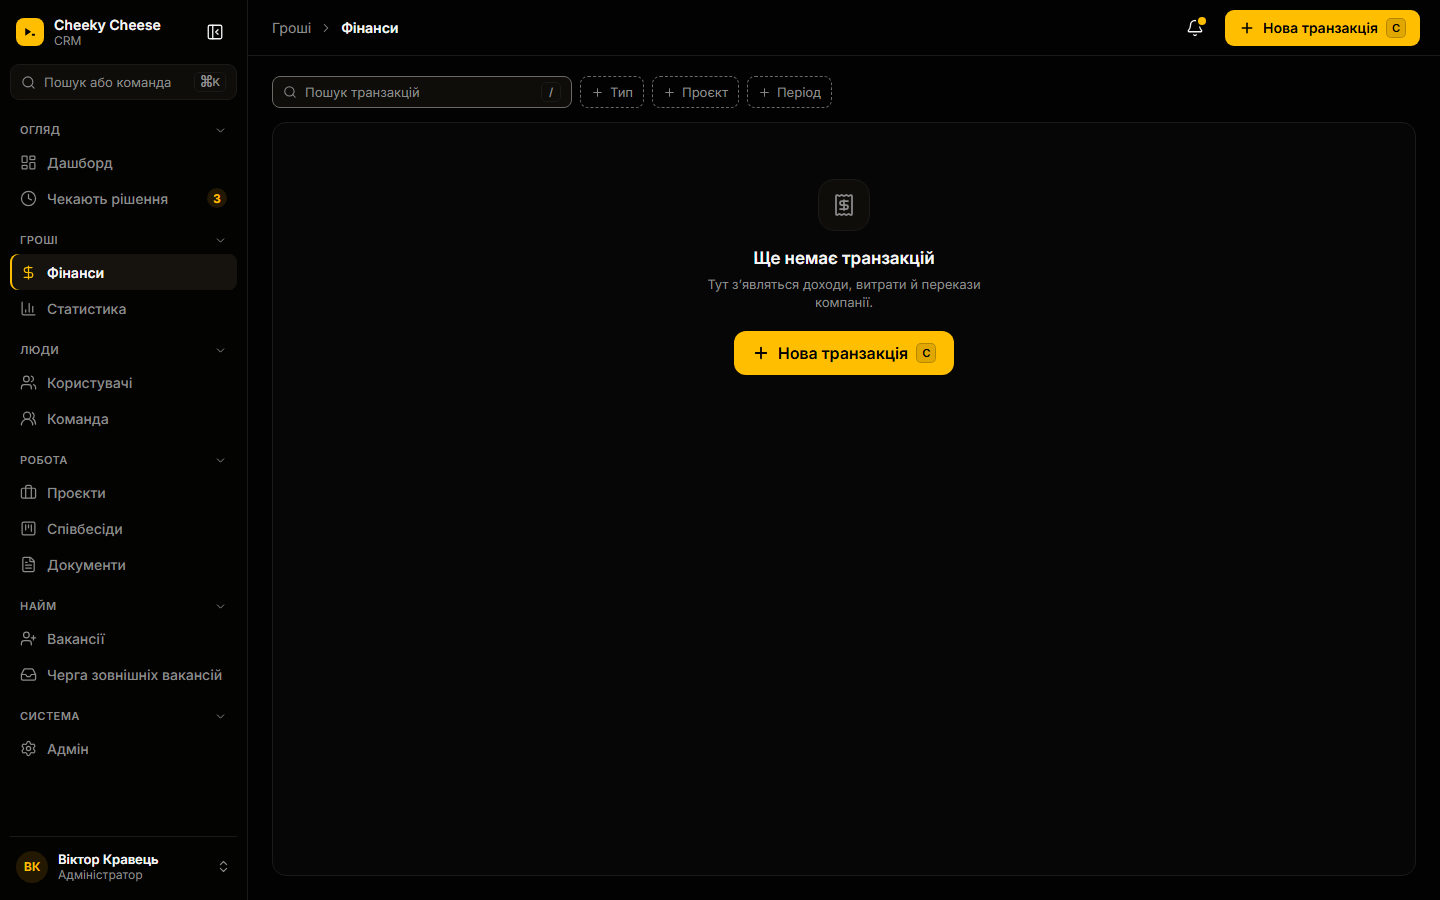 Cheeky Cheese
CRM
Пошук або команда ⌘K
ОГЛЯД
Дашборд
Чекають рішення 3
ГРОШІ
Фінанси
Статистика
ЛЮДИ
Користувачі
Команда
РОБОТА
Проєкти
Співбесіди
Документи
НАЙМ
Вакансії
Черга зовнішніх вакансій
СИСТЕМА
Адмін
ВК Віктор Кравець
Адміністратор
Гроші > Фінанси
+ Нова транзакція C
Пошук транзакцій /
+ Тип
+ Проєкт
+ Період
Ще немає транзакцій
Тут з'являться доходи, витрати й перекази
компанії.
+ Нова транзакція C